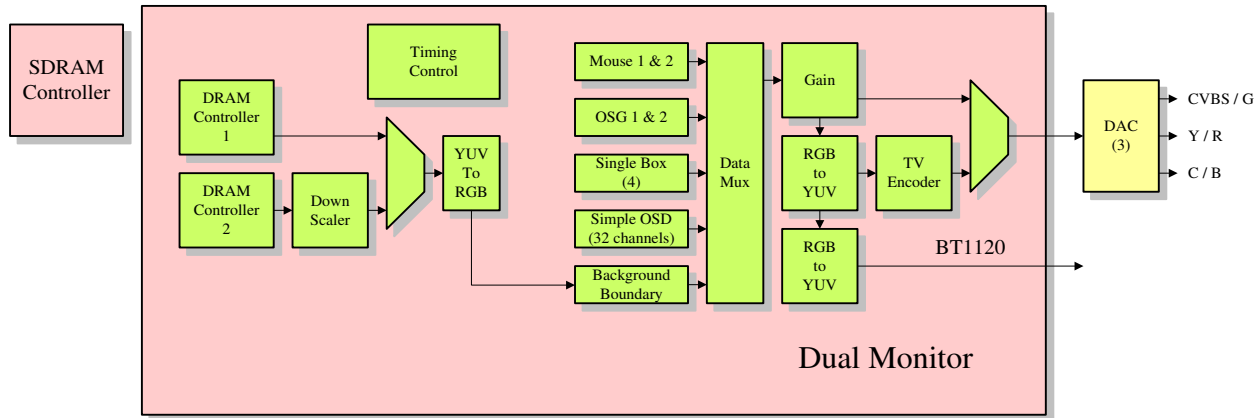 SDRAM
Controller
Timing
Control
DRAM
Controller
1
DRAM
Controller
2
Down
Scaler
YUV
To
RGB
Mouse 1 & 2
OSG 1 & 2
Single Box
(4)
Simple OSD
(32 channels)
Background
Boundary
Data
Mux
Gain
RGB
to
YUV
TV
Encoder
RGB
to
YUV
BT1120
Dual Monitor
DAC
(3)
CVBS / G
Y / R
C / B